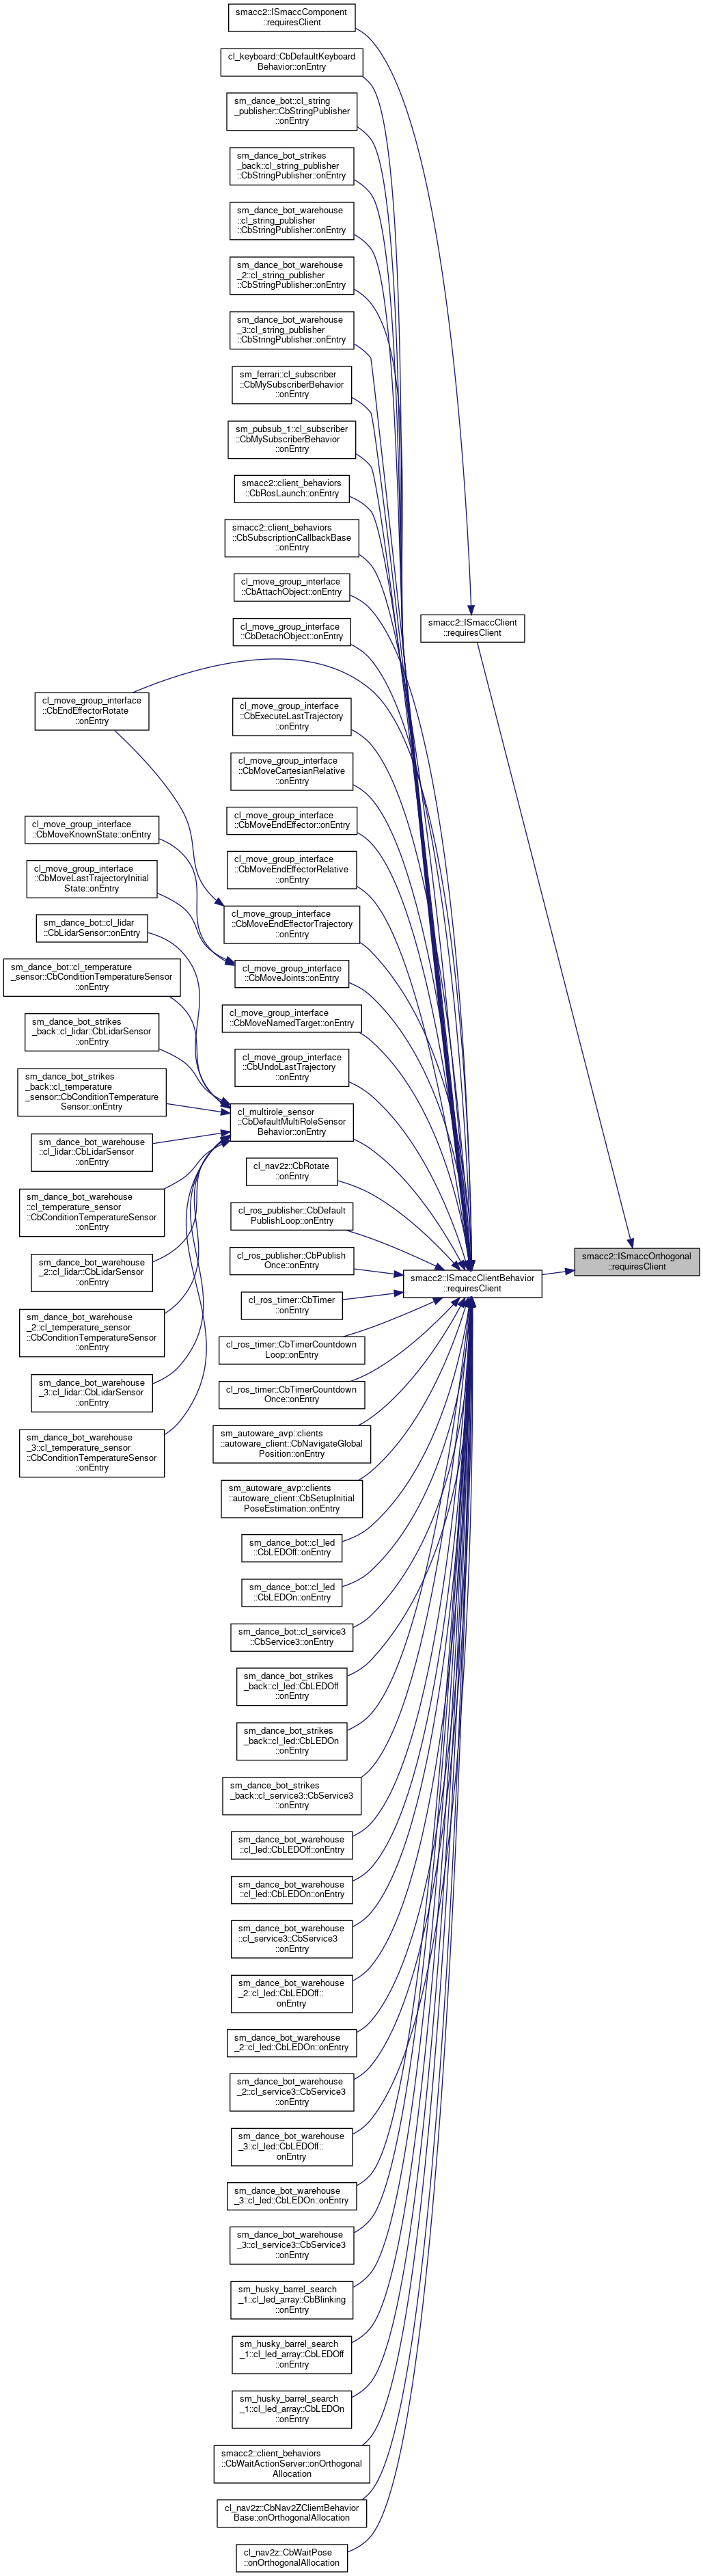 smacc2::ISmaccComponent
::requiresClient
cl_keyboard::CbDefaultKeyboard
Behavior::onEntry
sm_dance_bot::cl_string
_publisher::CbStringPublisher
::onEntry
sm_dance_bot_strikes
_back::cl_string_publisher
::CbStringPublisher::onEntry
sm_dance_bot_warehouse
::cl_string_publisher
::CbStringPublisher::onEntry
sm_dance_bot_warehouse
_2::cl_string_publisher
::CbStringPublisher::onEntry
sm_dance_bot_warehouse
_3::cl_string_publisher
::CbStringPublisher::onEntry
sm_ferrari::cl_subscriber
::CbMySubscriberBehavior
::onEntry
sm_pubsub_1::cl_subscriber
::CbMySubscriberBehavior
::onEntry
smacc2::client_behaviors
::CbRosLaunch::onEntry
smacc2::client_behaviors
::CbSubscriptionCallbackBase
::onEntry
cl_move_group_interface
::CbAttachObject::onEntry
cl_move_group_interface
::CbDetachObject::onEntry
smacc2::ISmaccClient
::requiresClient
cl_move_group_interface
::CbEndEffectorRotate
::onEntry
cl_move_group_interface
::CbExecuteLastTrajectory
::onEntry
cl_move_group_interface
::CbMoveCartesianRelative
::onEntry
cl_move_group_interface
::CbMoveEndEffector::onEntry
cl_move_group_interface
::CbMoveKnownState::onEntry
cl_move_group_interface
::CbMoveEndEffectorRelative
::onEntry
cl_move_group_interface
::CbMoveLastTrajectoryInitial
State::onEntry
cl_move_group_interface
::CbMoveEndEffectorTrajectory
::onEntry
sm_dance_bot::cl_lidar
::CbLidarSensor::onEntry
cl_move_group_interface
::CbMoveJoints::onEntry
sm_dance_bot::cl_temperature
_sensor::CbConditionTemperatureSensor
::onEntry
cl_move_group_interface
::CbMoveNamedTarget::onEntry
sm_dance_bot_strikes
_back::cl_lidar::CbLidarSensor
::onEntry
cl_move_group_interface
::CbUndoLastTrajectory
::onEntry
sm_dance_bot_strikes
_back::cl_temperature
_sensor::CbConditionTemperature
Sensor::onEntry
cl_multirole_sensor
::CbDefaultMultiRoleSensor
Behavior::onEntry
sm_dance_bot_warehouse
::cl_lidar::CbLidarSensor
::onEntry
cl_nav2z::CbRotate
::onEntry
sm_dance_bot_warehouse
::cl_temperature_sensor
::CbConditionTemperatureSensor
::onEntry
cl_ros_publisher::CbDefault
PublishLoop::onEntry
sm_dance_bot_warehouse
_2::cl_lidar::CbLidarSensor
::onEntry
cl_ros_publisher::CbPublish
Once::onEntry
smacc2::ISmaccOrthogonal
::requiresClient
smacc2::ISmaccClientBehavior
::requiresClient
cl_ros_timer::CbTimer
::onEntry
sm_dance_bot_warehouse
_2::cl_temperature_sensor
::CbConditionTemperatureSensor
::onEntry
cl_ros_timer::CbTimerCountdown
Loop::onEntry
sm_dance_bot_warehouse
_3::cl_lidar::CbLidarSensor
::onEntry
cl_ros_timer::CbTimerCountdown
Once::onEntry
sm_dance_bot_warehouse
_3::cl_temperature_sensor
::CbConditionTemperatureSensor
::onEntry
sm_autoware_avp::clients
::autoware_client::CbNavigateGlobal
Position::onEntry
sm_autoware_avp::clients
::autoware_client::CbSetupInitial
PoseEstimation::onEntry
sm_dance_bot::cl_led
::CbLEDOff::onEntry
sm_dance_bot::cl_led
::CbLEDOn::onEntry
sm_dance_bot::cl_service3
::CbService3::onEntry
sm_dance_bot_strikes
_back::cl_led::CbLEDOff
::onEntry
sm_dance_bot_strikes
_back::cl_led::CbLEDOn
::onEntry
sm_dance_bot_strikes
_back::cl_service3::CbService3
::onEntry
sm_dance_bot_warehouse
::cl_led::CbLEDOff::onEntry
sm_dance_bot_warehouse
::cl_led::CbLEDOn::onEntry
sm_dance_bot_warehouse
::cl_service3::CbService3
::onEntry
sm_dance_bot_warehouse
_2::cl_led::CbLEDOff::
onEntry
sm_dance_bot_warehouse
_2::cl_led::CbLEDOn::onEntry
sm_dance_bot_warehouse
_2::cl_service3::CbService3
::onEntry
sm_dance_bot_warehouse
_3::cl_led::CbLEDOff::
onEntry
sm_dance_bot_warehouse
_3::cl_led::CbLEDOn::onEntry
sm_dance_bot_warehouse
_3::cl_service3::CbService3
::onEntry
sm_husky_barrel_search
_1::cl_led_array::CbBlinking
::onEntry
sm_husky_barrel_search
_1::cl_led_array::CbLEDOff
::onEntry
sm_husky_barrel_search
_1::cl_led_array::CbLEDOn
::onEntry
smacc2::client_behaviors
::CbWaitActionServer::onOrthogonal
Allocation
cl_nav2z::CbNav2ZClientBehavior
Base::onOrthogonalAllocation
cl_nav2z::CbWaitPose
::onOrthogonalAllocation